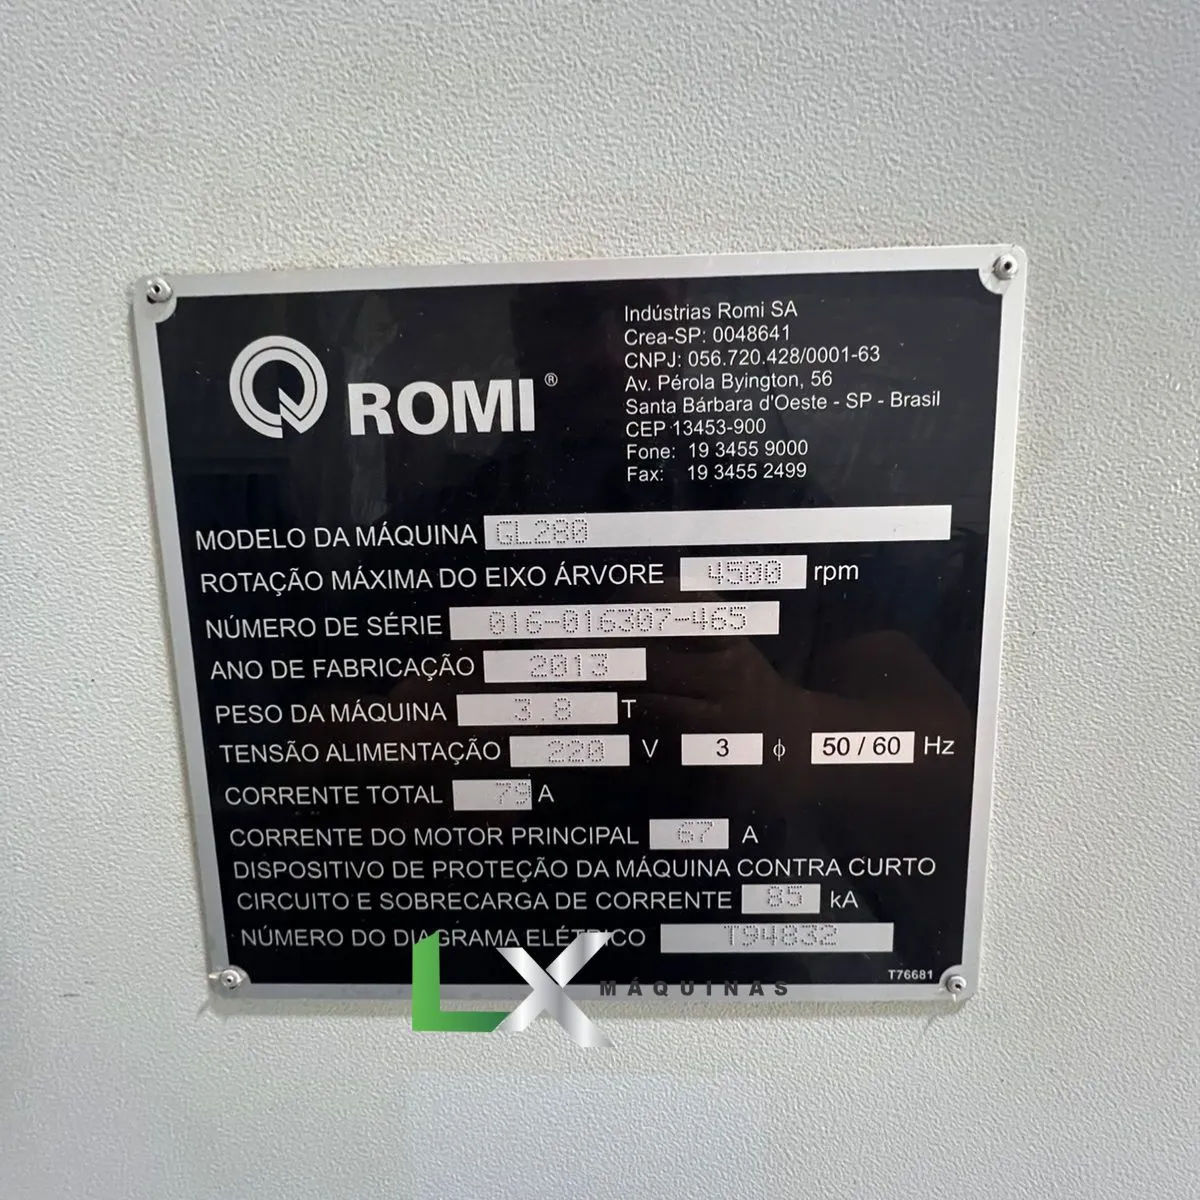 ROMI®
Indústrias Romi SA
Crea-SP: 0048641
CNPJ: 056.720.428/0001-63
Av. Pérola Byington, 56
Santa Bárbara d'Oeste - SP - Brasil
CEP 13453-900
Fone: 19 3455 9000
Fax: 19 3455 2499
MODELO DA MÁQUINA GL280
ROTAÇÃO MÁXIMA DO EIXO ÁRVORE 4500 rpm
NÚMERO DE SÉRIE 016-016307-465
ANO DE FABRICAÇÃO 2013
PESO DA MÁQUINA 3.8 T
TENSÃO ALIMENTAÇÃO 220 V 3 ϕ 50 / 60 Hz
CORRENTE TOTAL 79 A
CORRENTE DO MOTOR PRINCIPAL 67 A
DISPOSITIVO DE PROTEÇÃO DA MÁQUINA CONTRA CURTO
CIRCUITO E SOBRECARGA DE CORRENTE 85 kA
NÚMERO DO DIAGRAMA ELÉTRICO T94832
T76681
LX MÁQUINAS